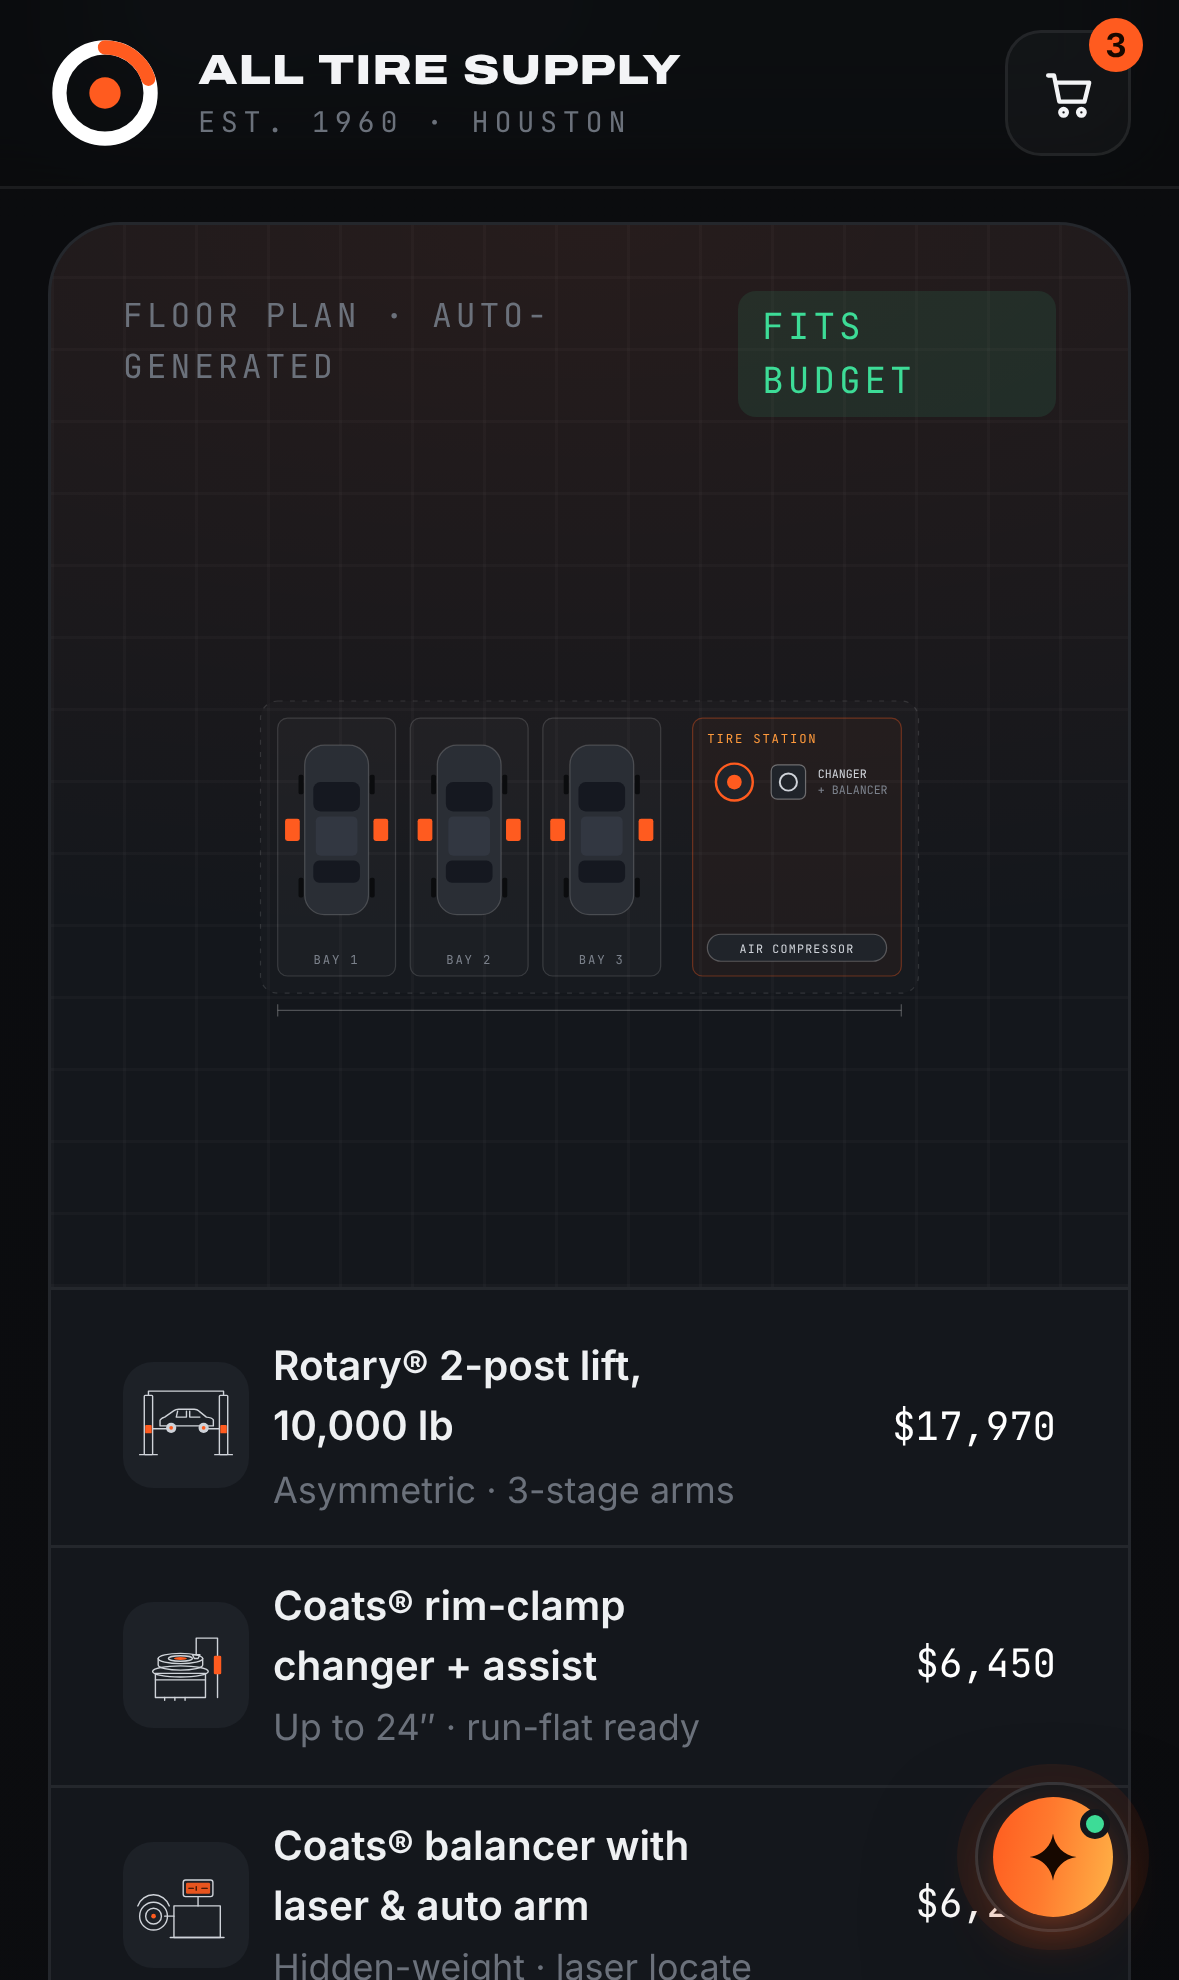 ALL TIRE SUPPLY
EST. 1960 · HOUSTON
3
FLOOR PLAN · AUTO-
GENERATED
FITS
BUDGET
TIRE STATION
CHANGER
+ BALANCER
AIR COMPRESSOR
BAY 1
BAY 2
BAY 3
Rotary® 2-post lift,
10,000 lb
$17,970
Asymmetric · 3-stage arms
Coats® rim-clamp
changer + assist
$6,450
Up to 24″ · run-flat ready
Coats® balancer with
laser & auto arm
Hidden-weight · laser locate